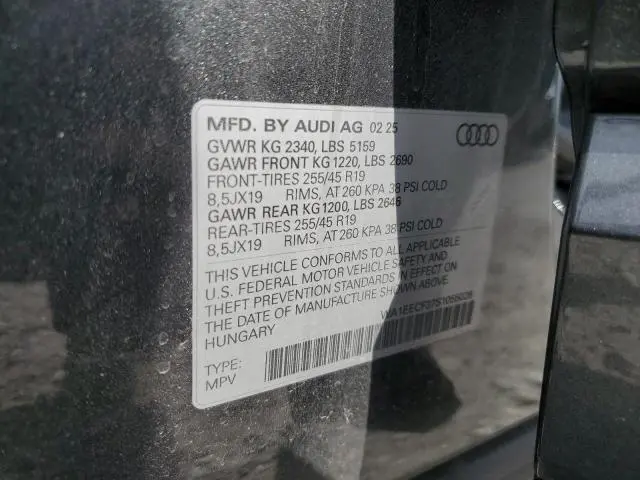 MFD. BY AUDI AG 02 25
GVWR KG 2340, LBS 5159
GAWR FRONT KG 1220, LBS 2690
FRONT-TIRES 255/45 R19
8,5JX19 RIMS, AT 260 KPA 38 PSI COLD
GAWR REAR KG 1200, LBS 2646
REAR-TIRES 255/45 R19
8,5JX19 RIMS, AT 260 KPA 38 PSI COLD
THIS VEHICLE CONFORMS TO ALL APPLICABLE
U.S. FEDERAL MOTOR VEHICLE SAFETY AND
THEFT PREVENTION STANDARDS IN EFFECT ON
THE DATE OF MANUFACTURE SHOWN ABOVE.
HUNGARY
TYPE:
MPV